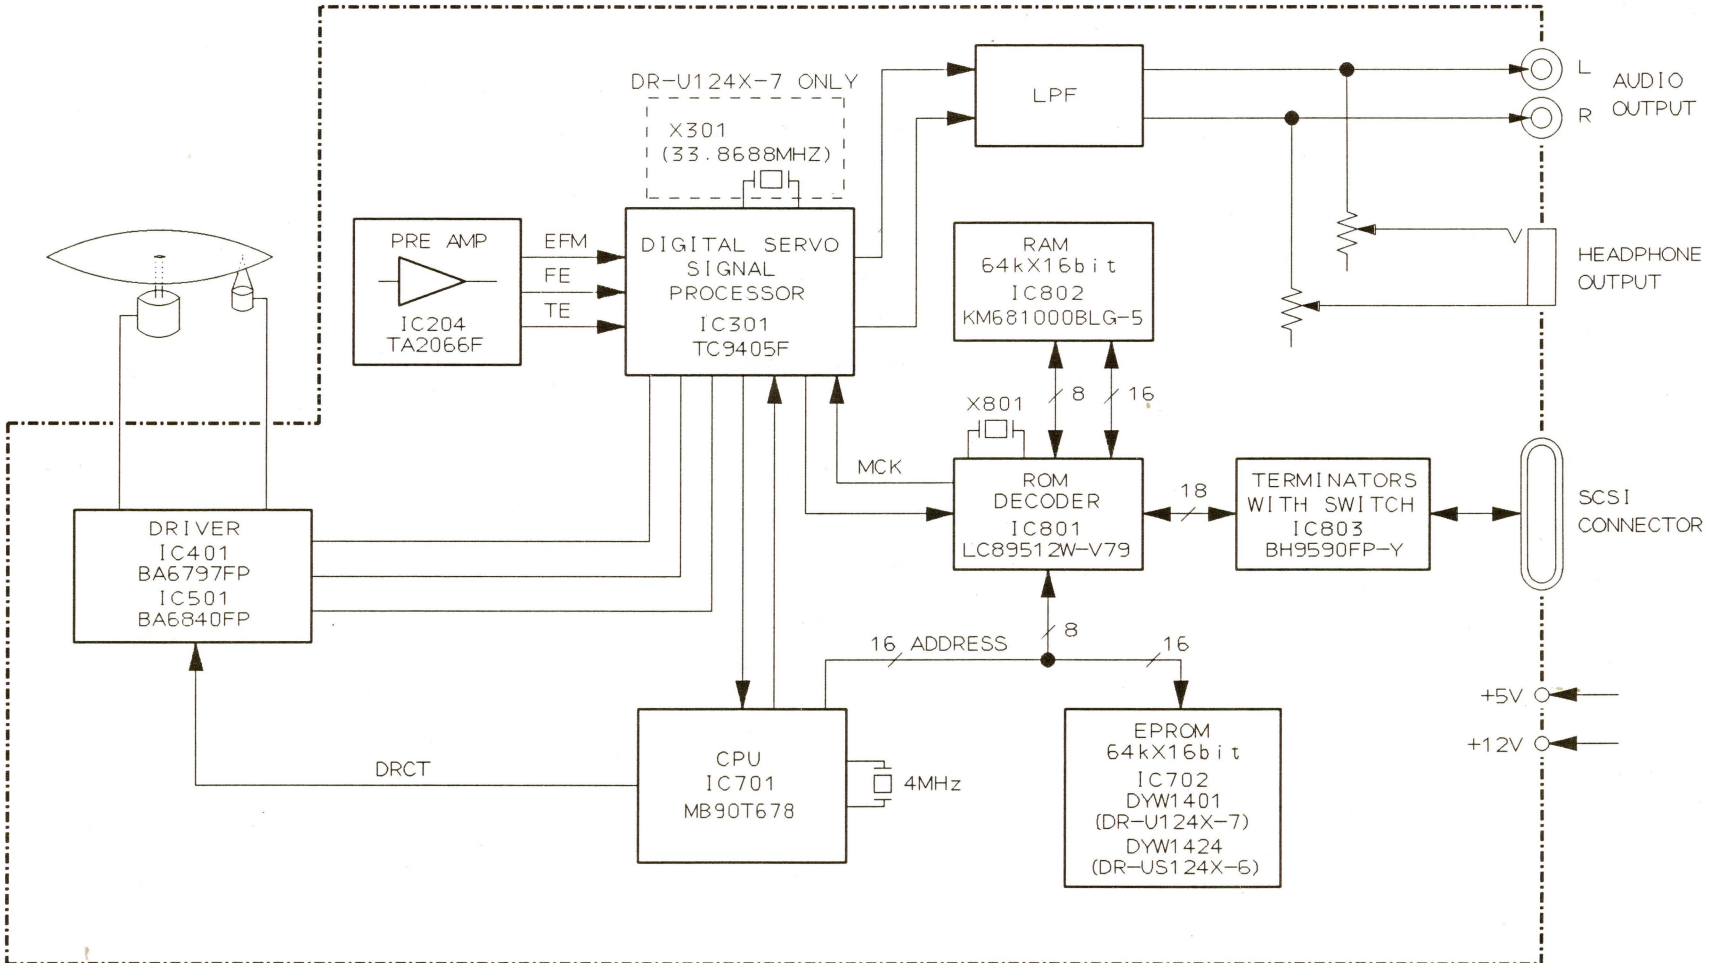 DR-U124X-7 ONLY
X301
(33.8688MHZ)
LPF
L
R
AUDIO
OUTPUT
PRE AMP
IC204
TA2066F
EFM
FE
TE
DIGITAL SERVO
SIGNAL
PROCESSOR
IC301
TC9405F
RAM
64kX16bit
IC802
KM681000BLG-5
HEADPHONE
OUTPUT
8
16
X801
MCK
ROM
DECODER
IC801
LC89512W-V79
18
TERMINATORS
WITH SWITCH
IC803
BH9590FP-Y
SCSI
CONNECTOR
DRIVER
IC401
BA6797FP
IC501
BA6840FP
16 ADDRESS
8
16
+5V
+12V
DRCT
CPU
IC701
MB90T678
4MHz
EPROM
64kX16bit
IC702
DYW1401
(DR-U124X-7)
DYW1424
(DR-US124X-6)